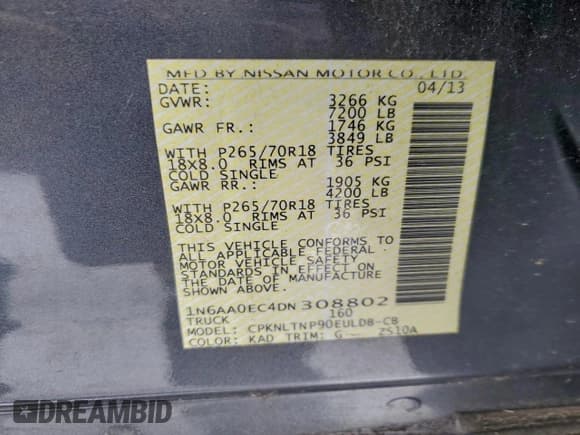 MFD BY NISSAN MOTOR CO., LTD.
DATE: 04/13
GVWR: 3266 KG
7200 LB
GAWR FR.: 1746 KG
3849 LB
WITH P265/70R18 TIRES
18X8.0 RIMS AT 36 PSI
COLD SINGLE
GAWR RR.: 1905 KG
4200 LB
WITH P265/70R18 TIRES
18X8.0 RIMS AT 36 PSI
COLD SINGLE
THIS VEHICLE CONFORMS TO
ALL APPLICABLE FEDERAL
MOTOR VEHICLE SAFETY
STANDARDS IN EFFECT ON
THE DATE OF MANUFACTURE
SHOWN ABOVE.
1N6AA0EC4DN308802
TRUCK 160
MODEL: CPKNLTNP90EULDB-CB
COLOR: KAD TRIM: G - ZS10A
DREAMBID